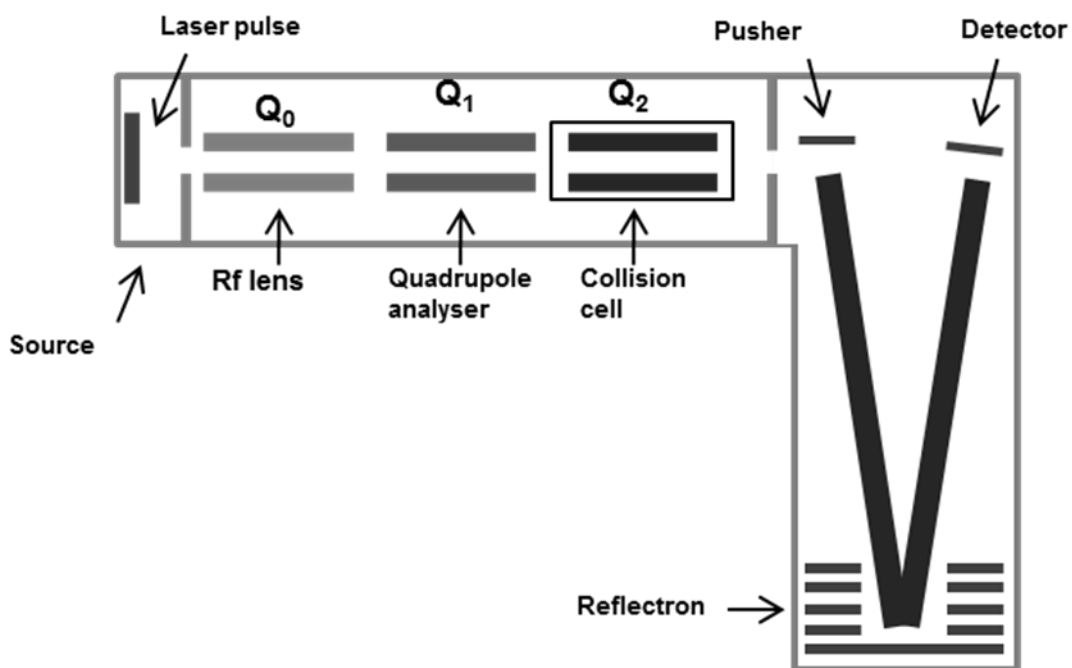 Laser pulse
Pusher
Detector
Q0
Q1
Q2
Rf lens
Quadrupole
analyser
Collision
cell
Source
Reflectron